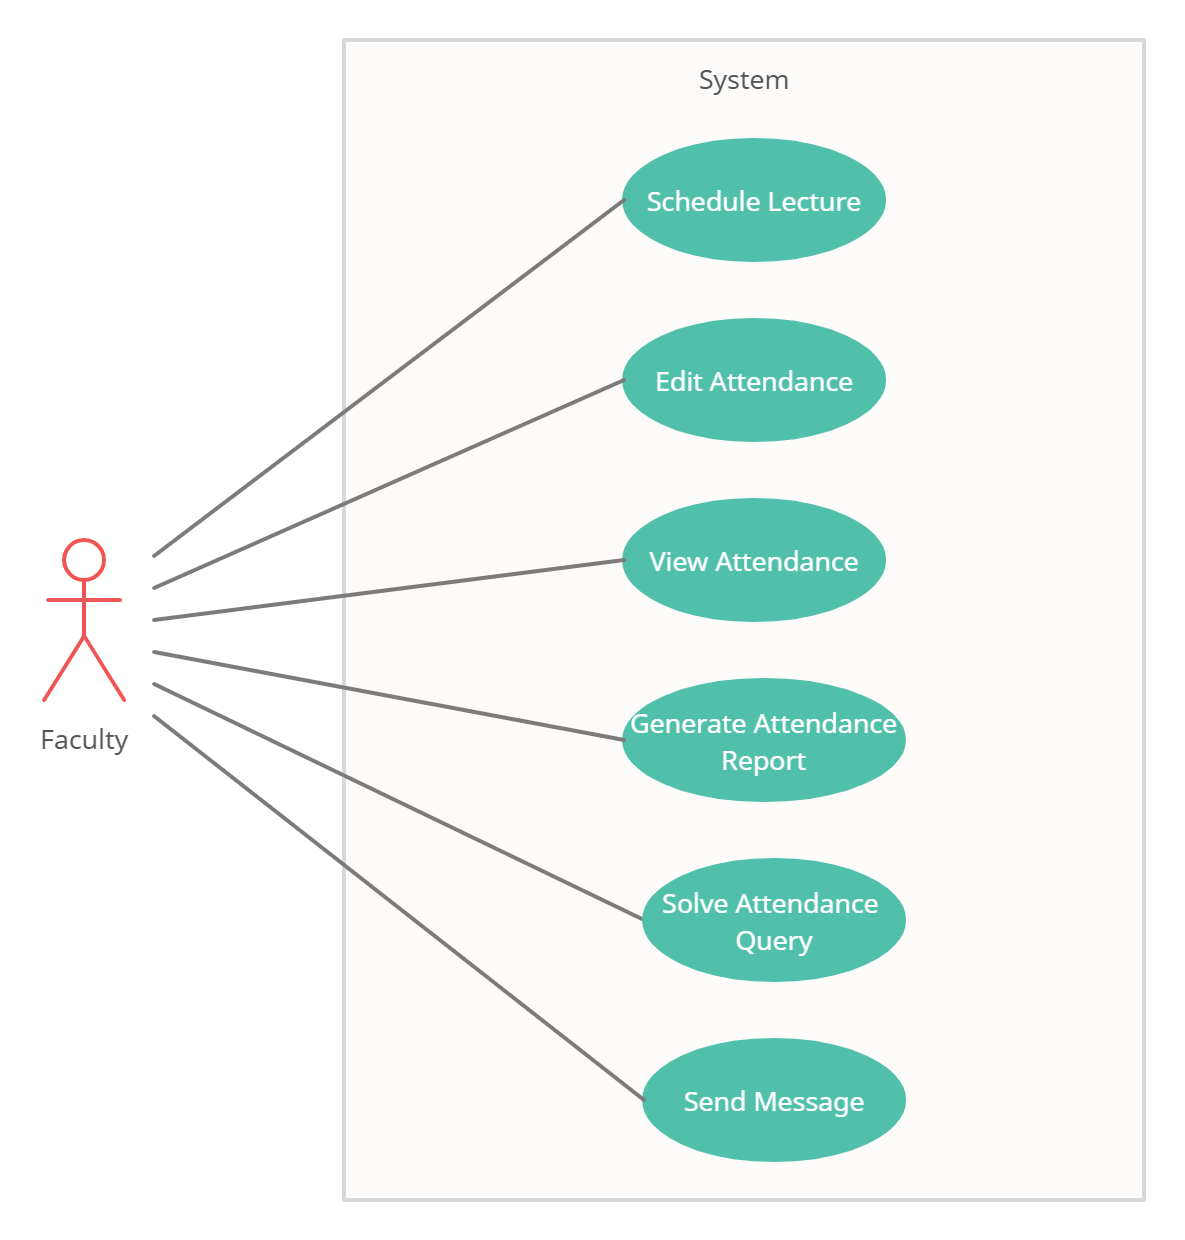 System
Schedule Lecture
Edit Attendance
View Attendance
Generate Attendance
Report
Faculty
Solve Attendance
Query
Send Message